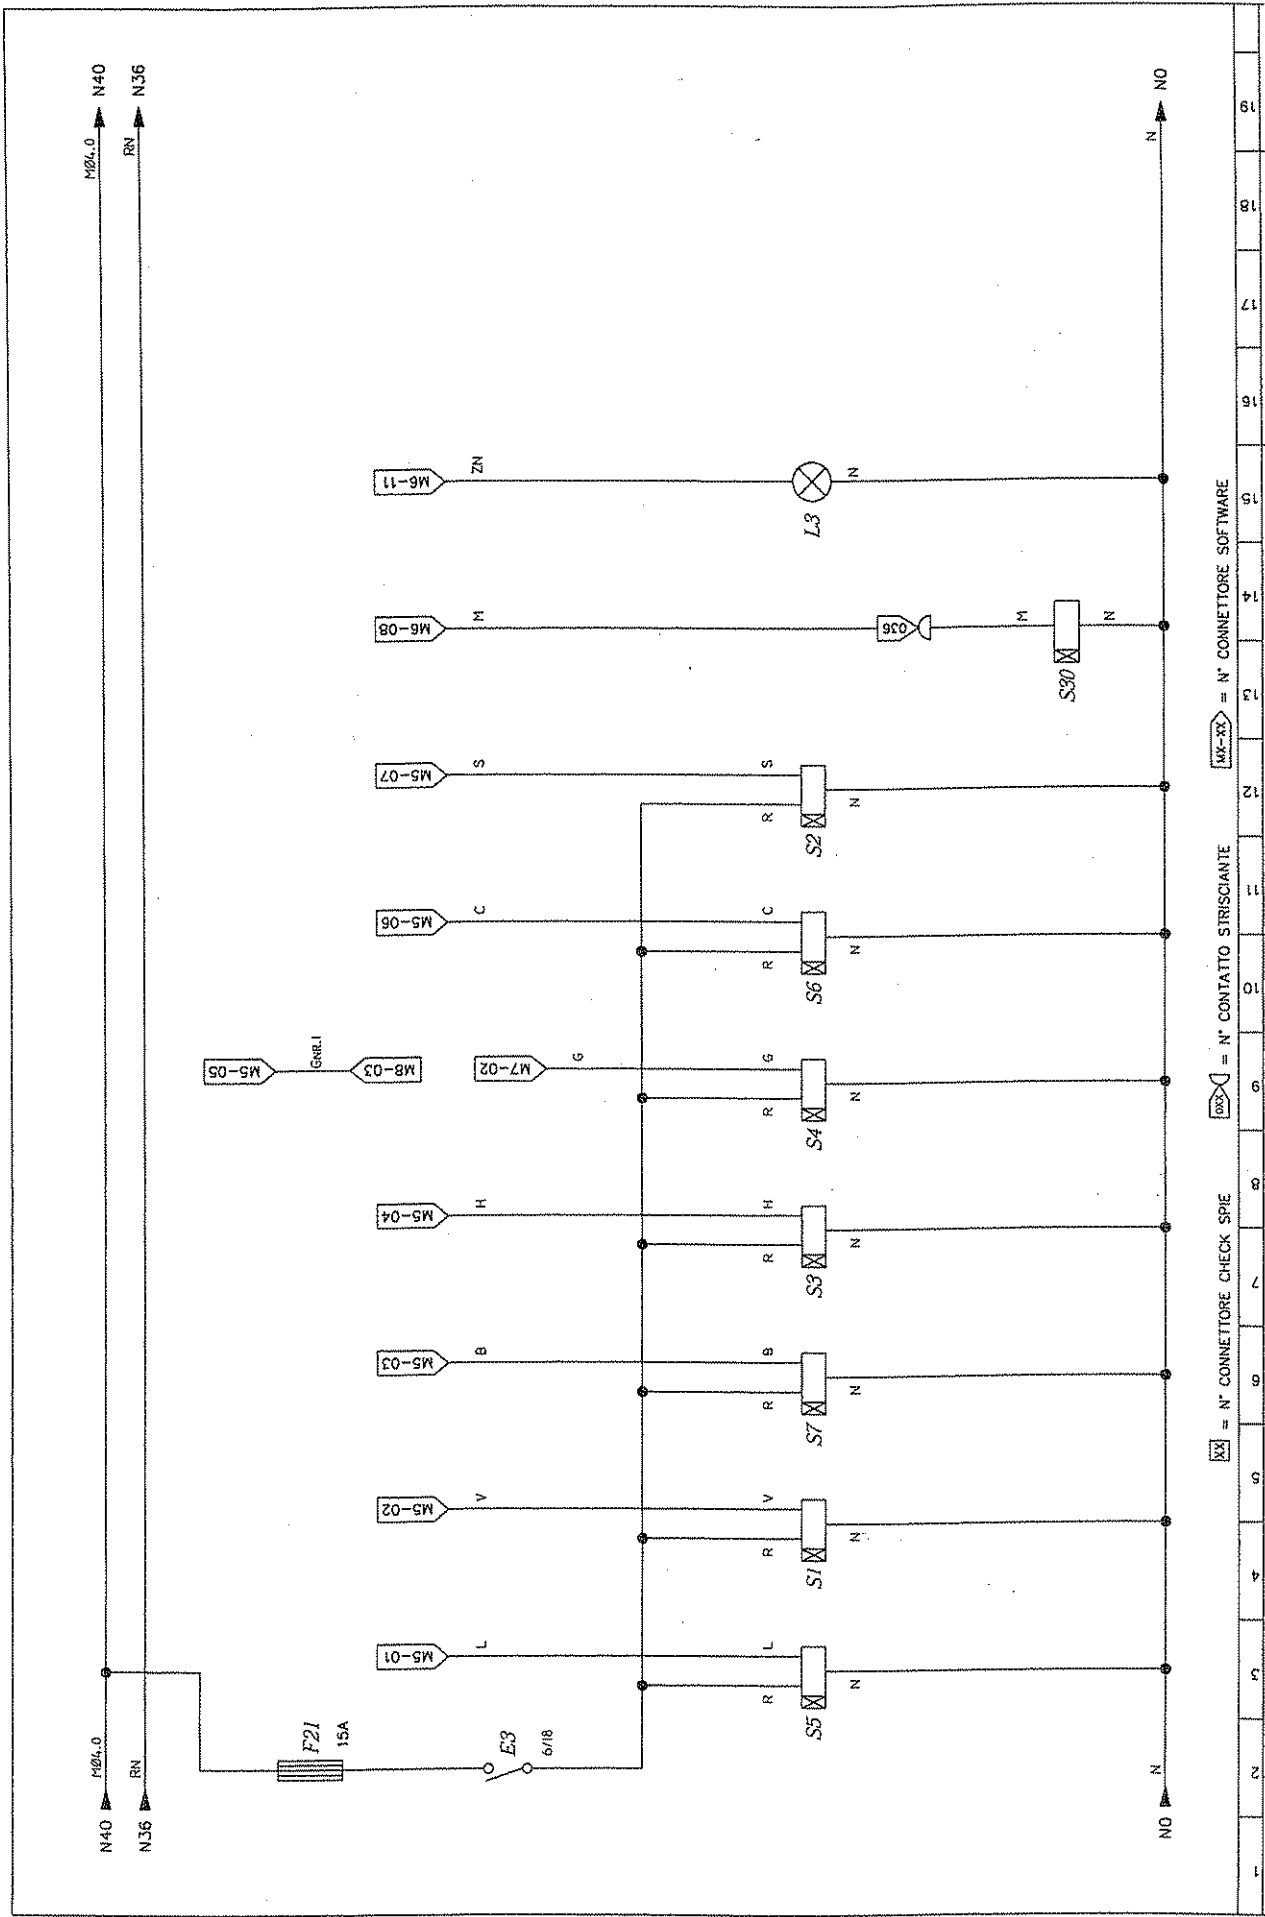 N40 M04.0 M04.0 N40
N36 RN RN N36
F21
15A
E3
6/18
M5-05
GNR.1
M8-03
M5-01
L
M5-02
V
M5-03
B
M5-04
H
M7-02
G
M5-06
C
M5-07
S
M6-08
M
M6-11
ZN
R L
S5
N
R V
S1
N
R B
S7
N
R H
S3
N
R G
S4
N
R C
S6
N
R S
S2
N
036
M
S30
N
L3
N
N0 N N N0
XX = N° CONNETTORE CHECK SPIE
0XX = N° CONTATTO STRISCIANTE
MX-XX = N° CONNETTORE SOFTWARE
1 2 3 4 5 6 7 8 9 10 11 12 13 14 15 16 17 18 19